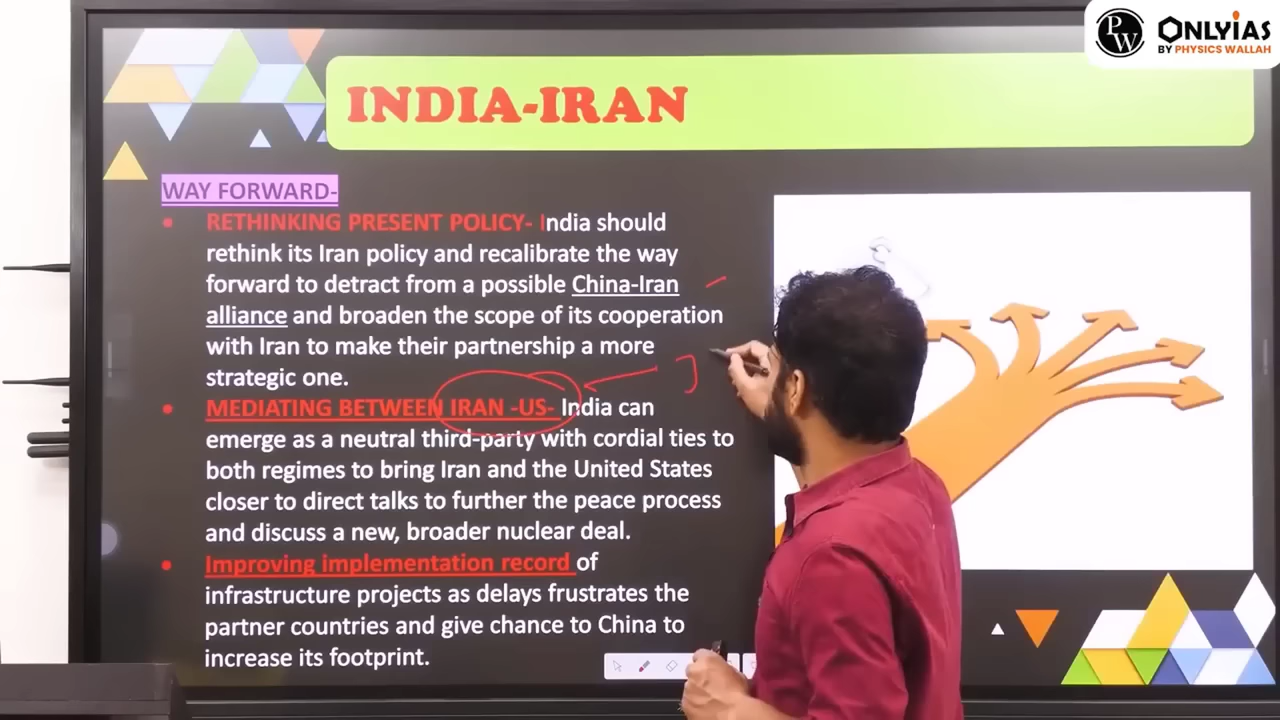 PW
ONLYIAS
BY PHYSICS WALLAH
INDIA-IRAN
WAY FORWARD-
• RETHINKING PRESENT POLICY- India should
rethink its Iran policy and recalibrate the way
forward to detract from a possible China-Iran
alliance and broaden the scope of its cooperation
with Iran to make their partnership a more
strategic one.
• MEDIATING BETWEEN IRAN -US- India can
emerge as a neutral third-party with cordial ties to
both regimes to bring Iran and the United States
closer to direct talks to further the peace process
and discuss a new, broader nuclear deal.
• Improving implementation record of
infrastructure projects as delays frustrates the
partner countries and give chance to China to
increase its footprint.